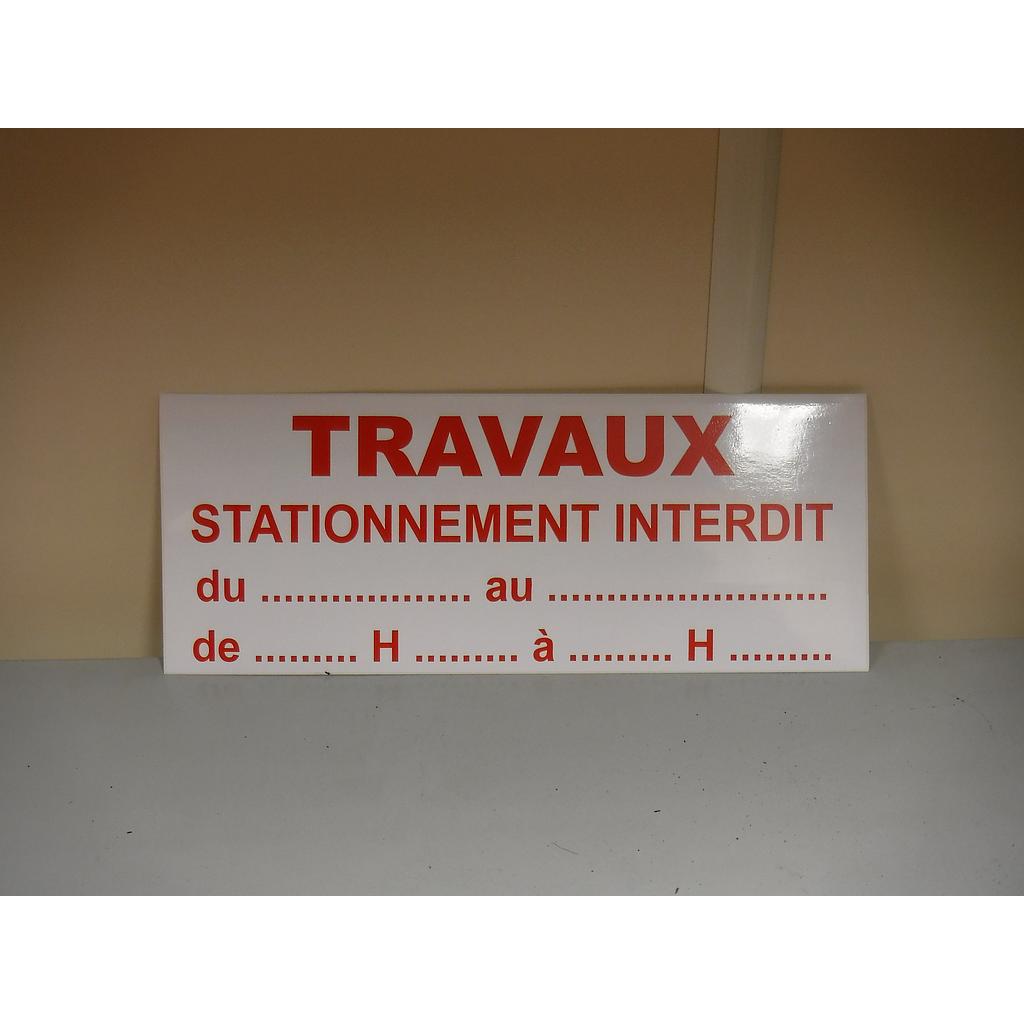 TRAVAUX
STATIONNEMENT INTERDIT
du .................. au ........................
de ......... H ......... à ......... H .........